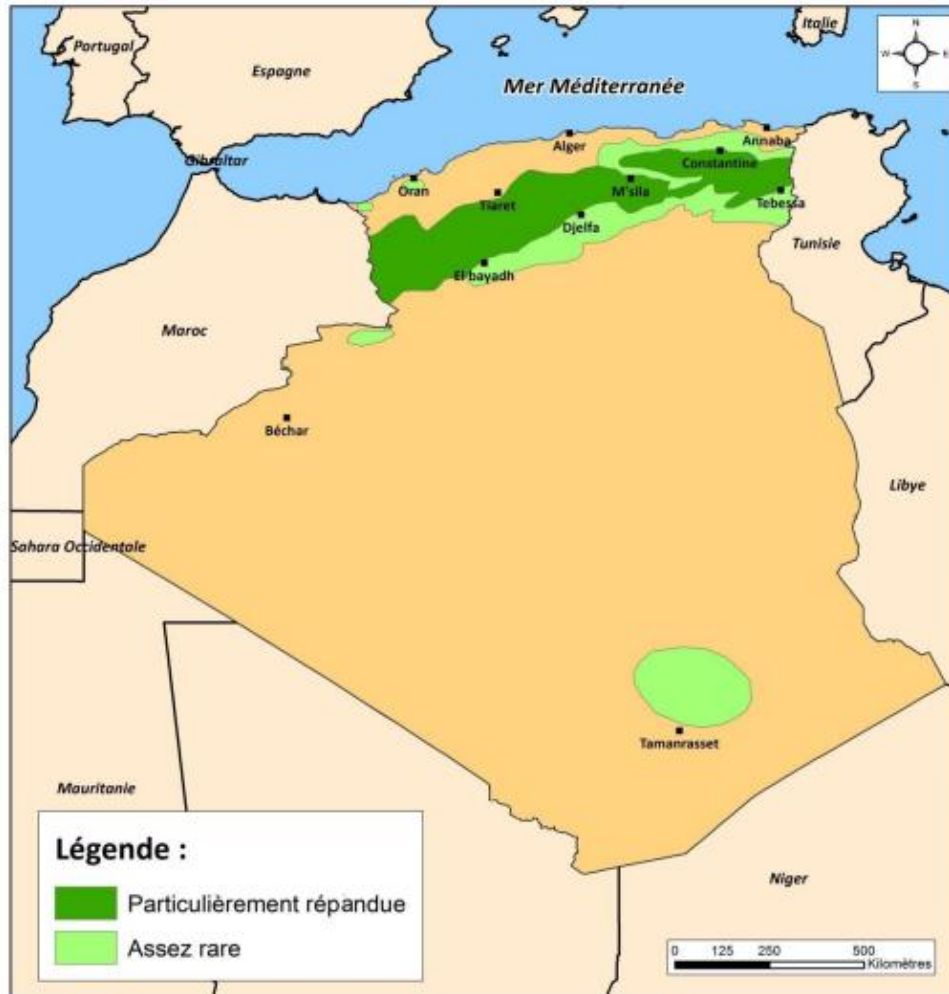 Portugal
Espagne
Italie
N
W
E
S
Mer Méditerranée
Gibraltar
Alger
Annaba
Constantine
Oran
Tiaret
M'sila
Tebessa
Djelfa
Tunisie
El bayadh
Maroc
Béchar
Libye
Sahara Occidentale
Tamanrasset
Mauritanie
Niger
Légende :
Particulièrement répandue
Assez rare
0 125 250 500
Kilomètres